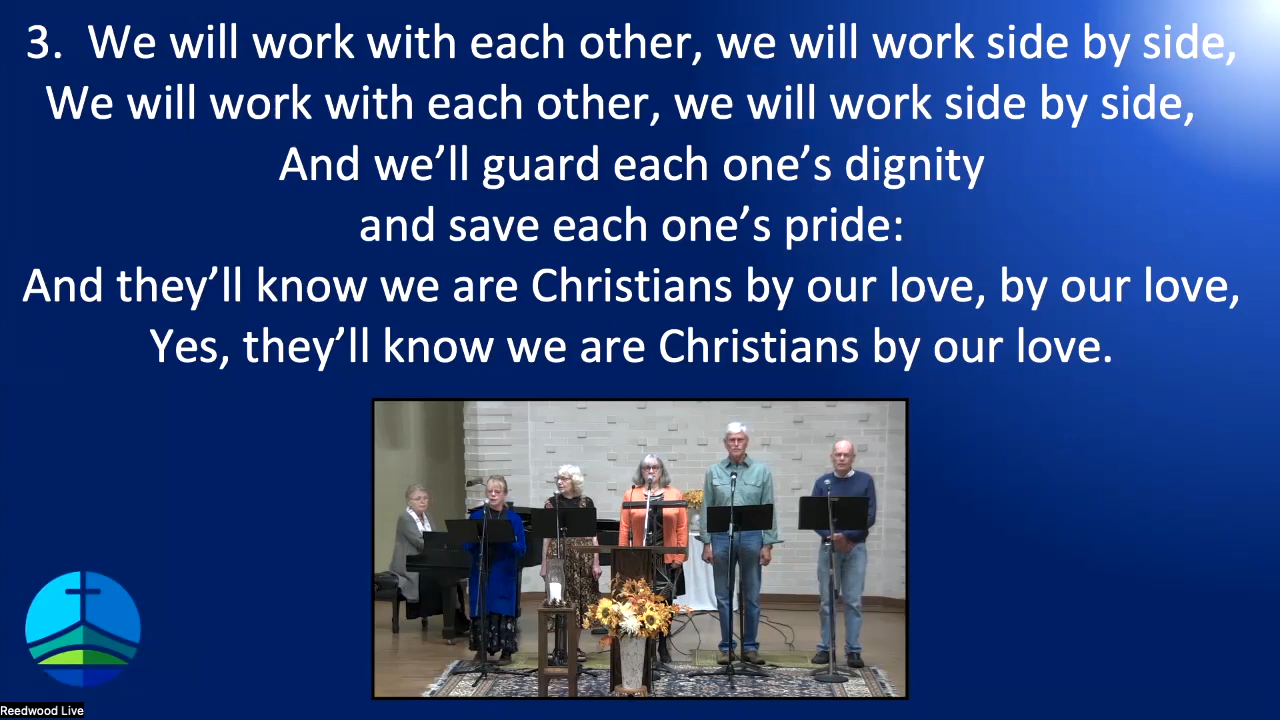 3. We will work with each other, we will work side by side,
We will work with each other, we will work side by side,
And we’ll guard each one’s dignity
and save each one’s pride:
And they’ll know we are Christians by our love, by our love,
Yes, they’ll know we are Christians by our love.
Reedwood Live